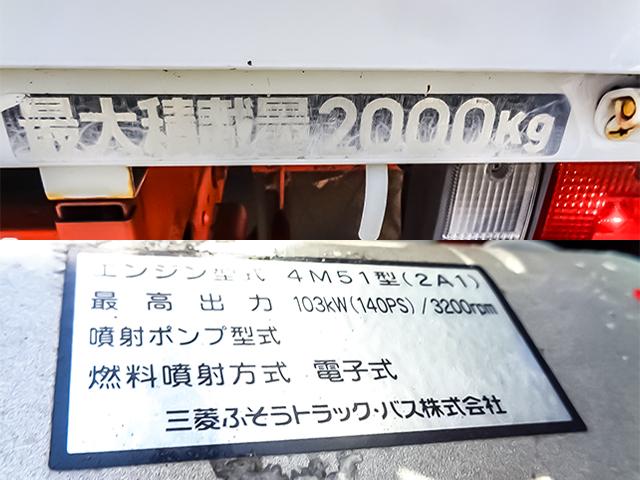 最大積載量 2000Kg
エンジン型式 4M51型(2A1)
最高出力 103kW(140PS)/3200rpm
噴射ポンプ型式
燃料噴射方式 電子式
三菱ふそうトラック・バス株式会社